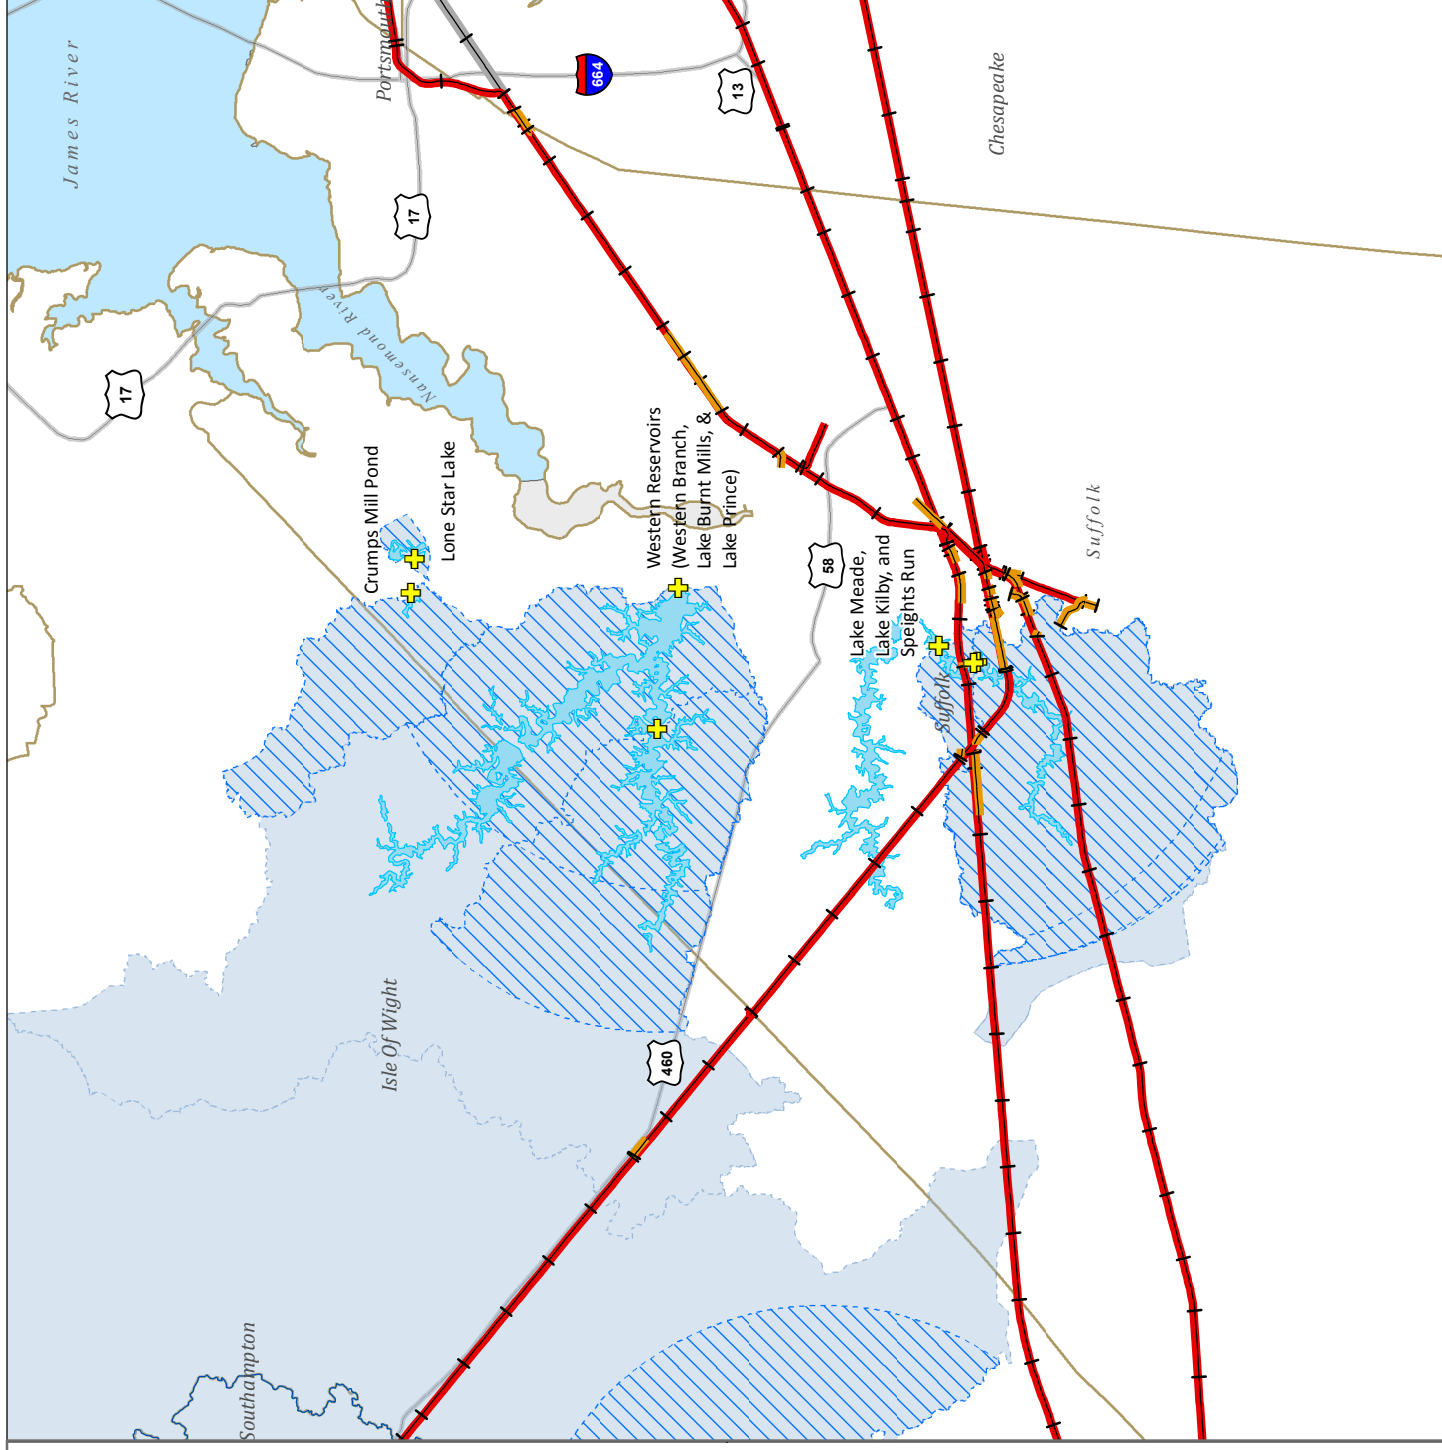 James River
Portsmouth
664
13
Chesapeake
17
17
Nansemond River
Crumps Mill Pond
Lone Star Lake
Western Reservoirs
(Western Branch,
Lake Burnt Mills, &
Lake Prince)
58
Lake Meade,
Lake Kilby, and
Speights Run
Suffolk
Suffolk
Isle Of Wight
460
Southampton